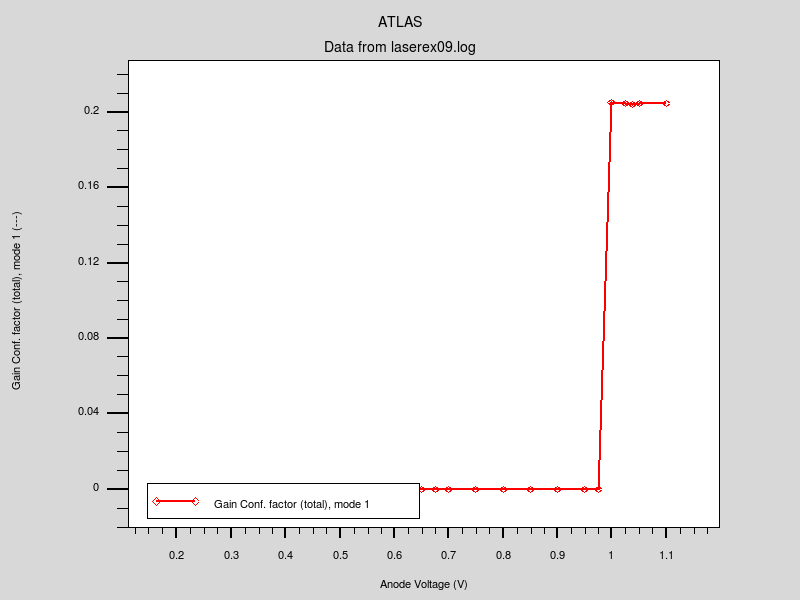 ATLAS
Data from laserex09.log
Gain Conf. factor (total), mode 1 (---)
0.2
0.16
0.12
0.08
0.04
0
Gain Conf. factor (total), mode 1
0.2 0.3 0.4 0.5 0.6 0.7 0.8 0.9 1 1.1
Anode Voltage (V)